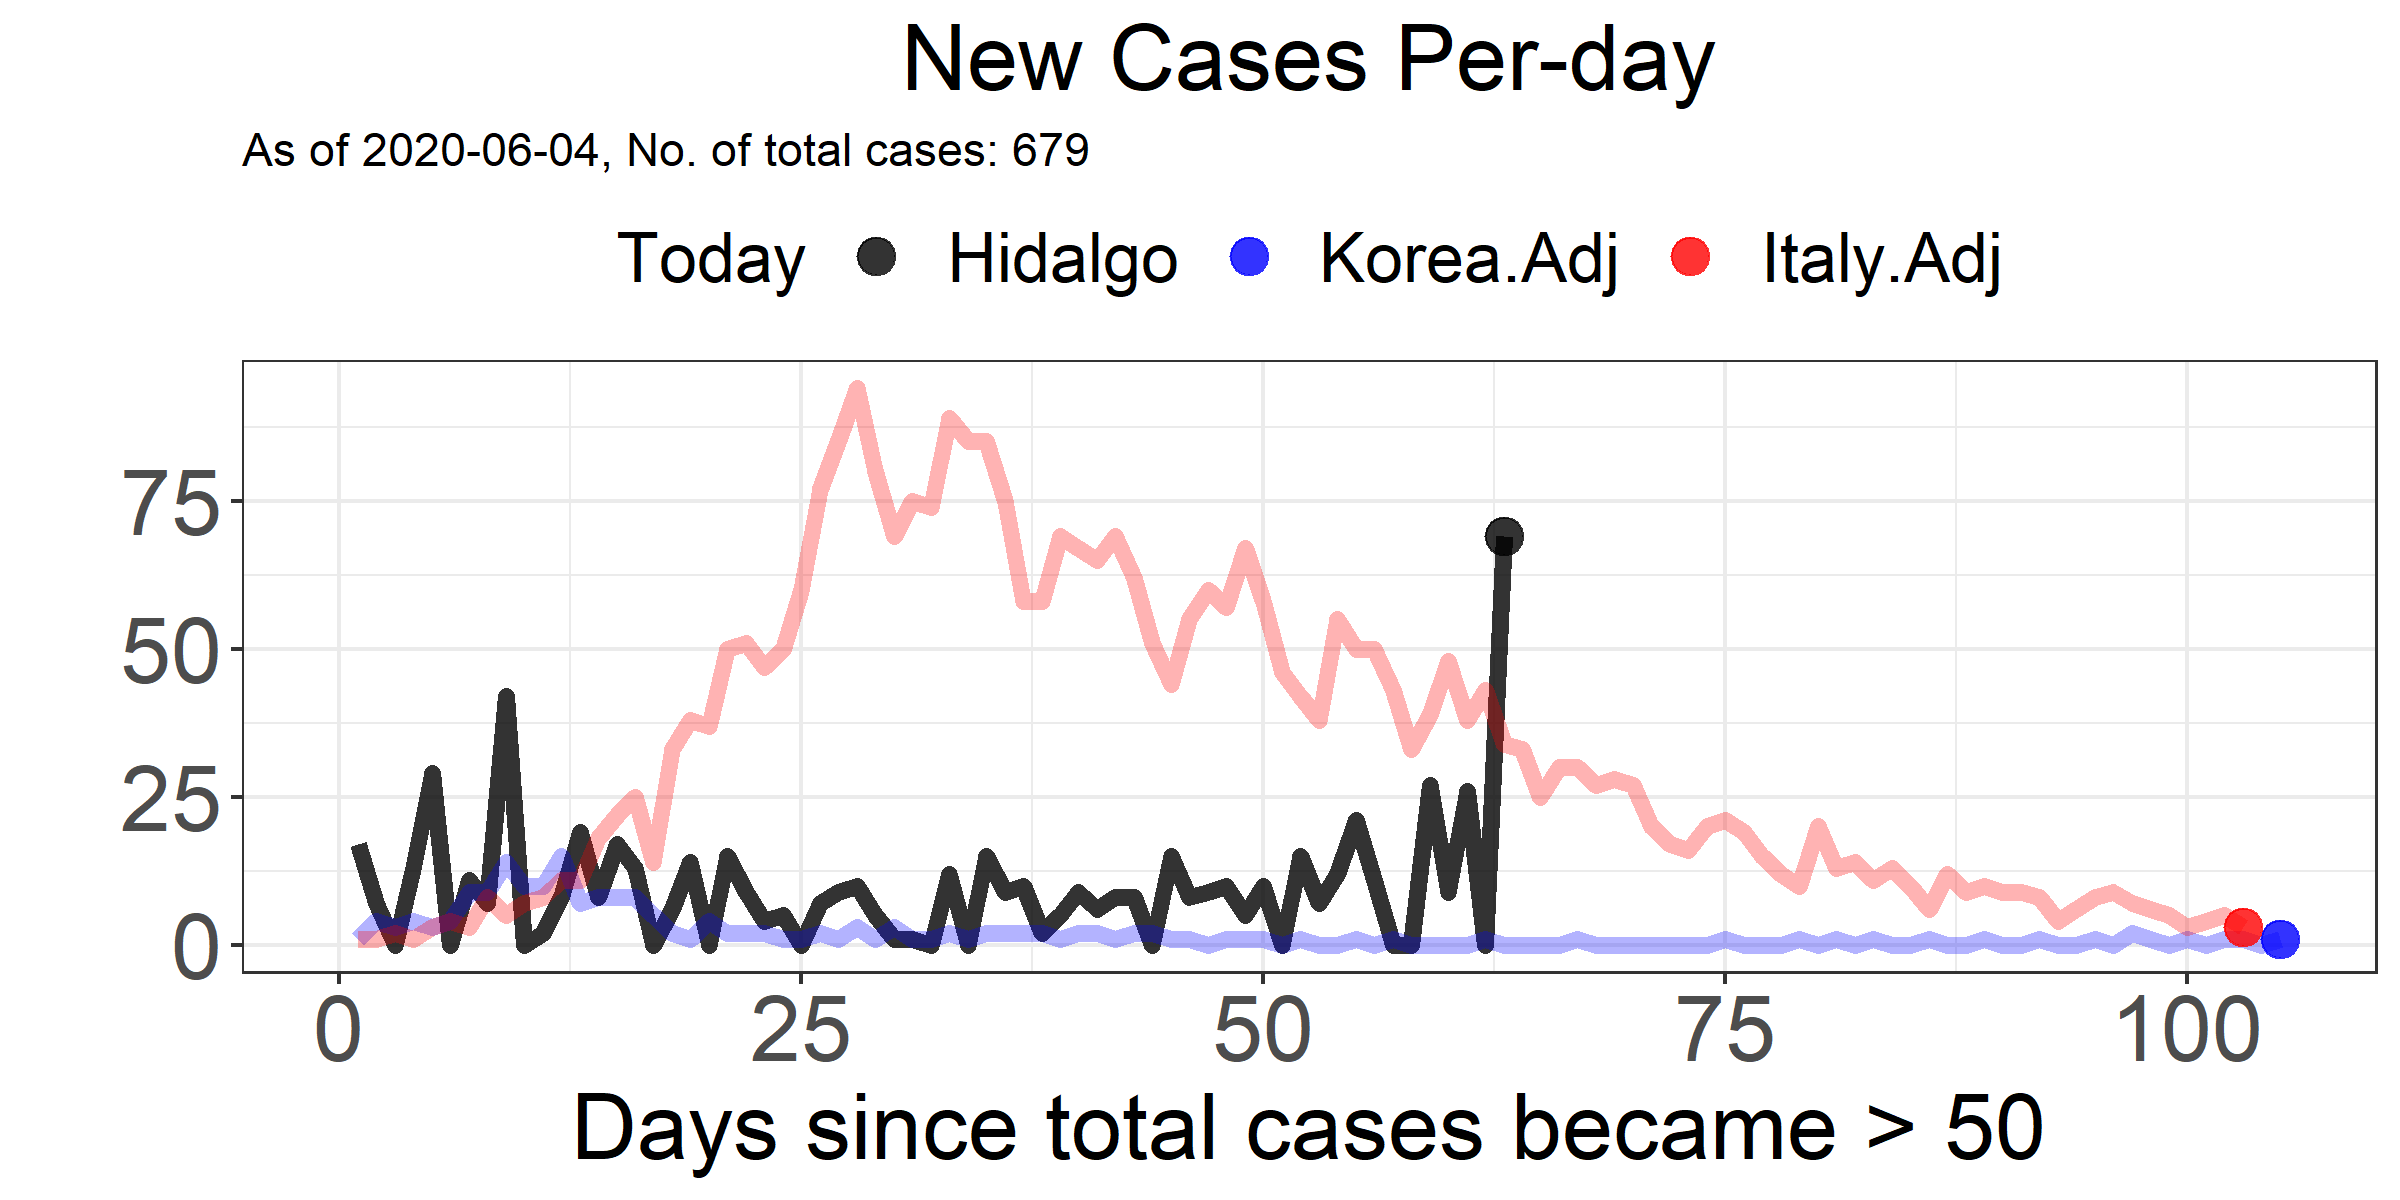 New Cases Per-day
As of 2020-06-04, No. of total cases: 679
Today Hidalgo Korea.Adj Italy.Adj
75
50
25
0
0 25 50 75 100
Days since total cases became > 50